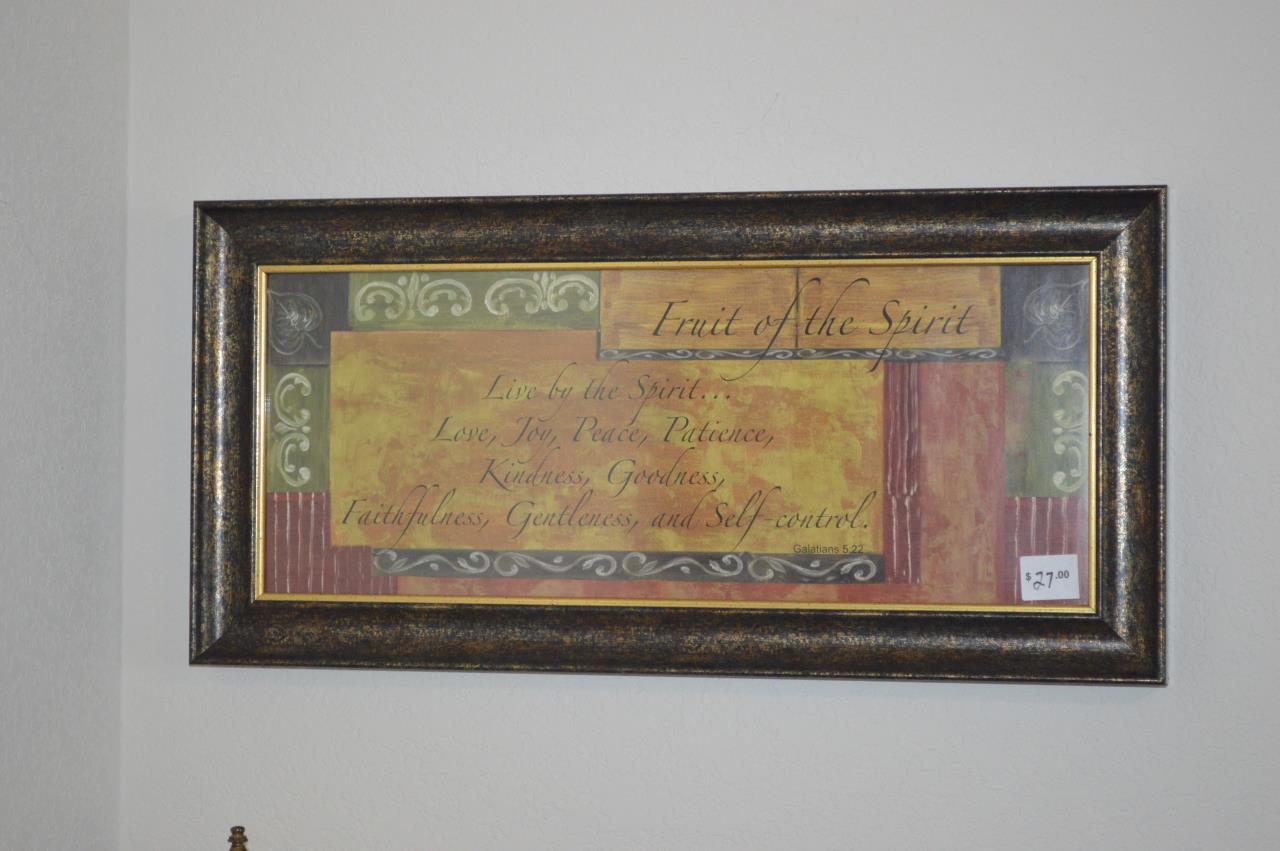 Fruit of the Spirit
Live by the Spirit...
Love, Joy, Peace, Patience,
Kindness, Goodness,
Faithfulness, Gentleness, and Self-control.
Galatians 5:22
$27.00